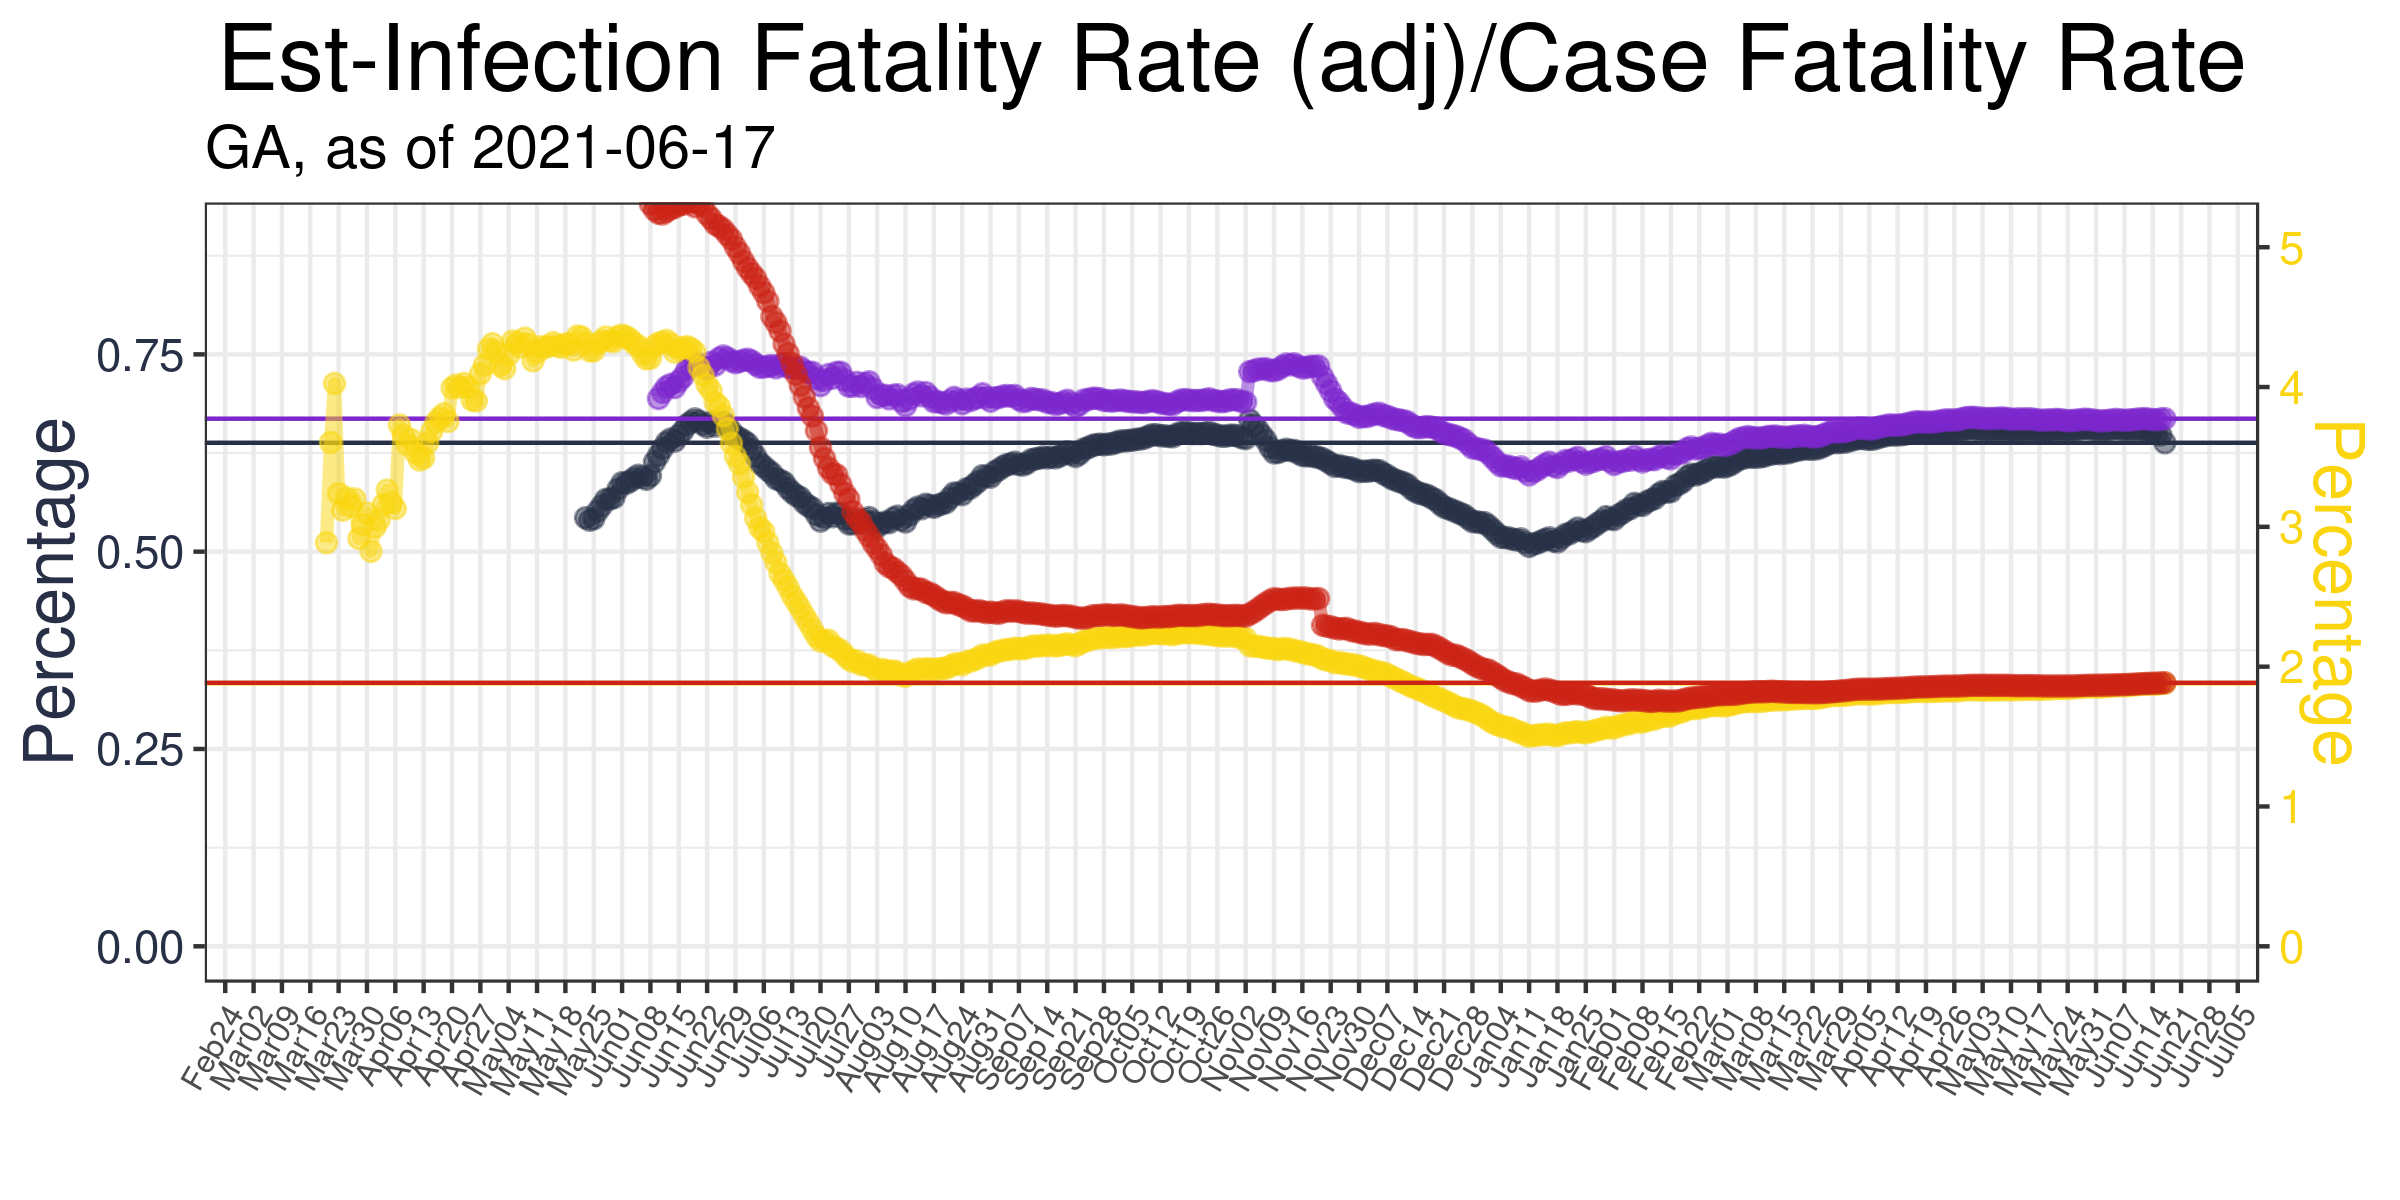 Est-Infection Fatality Rate (adj)/Case Fatality Rate
GA, as of 2021-06-17
Percentage
0.75
0.50
0.25
0.00
5
4
3
2
1
0
Percentage
Feb24
Mar02
Mar09
Mar16
Mar23
Mar30
Apr06
Apr13
Apr20
Apr27
May04
May11
May18
May25
Jun01
Jun08
Jun15
Jun22
Jun29
Jul06
Jul13
Jul20
Jul27
Aug03
Aug10
Aug17
Aug24
Aug31
Sep07
Sep14
Sep21
Sep28
Oct05
Oct12
Oct19
Oct26
Nov02
Nov09
Nov16
Nov23
Nov30
Dec07
Dec14
Dec21
Dec28
Jan04
Jan11
Jan18
Jan25
Feb01
Feb08
Feb15
Feb22
Mar01
Mar08
Mar15
Mar22
Mar29
Apr05
Apr12
Apr19
Apr26
May03
May10
May17
May24
May31
Jun07
Jun14
Jun21
Jun28
Jul05